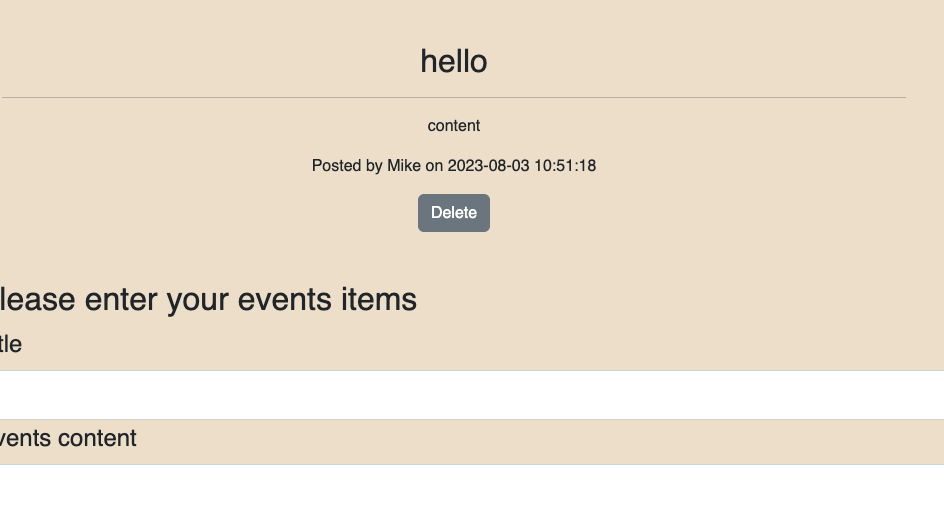 hello
content
Posted by Mike on 2023-08-03 10:51:18
Delete
lease enter your events items
tle
vents content